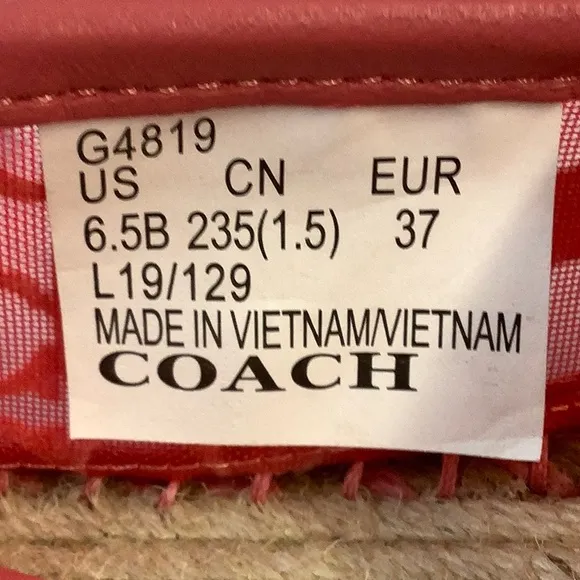 G4819
US CN EUR
6.5B 235(1.5) 37
L19/129
MADE IN VIETNAM/VIETNAM
COACH